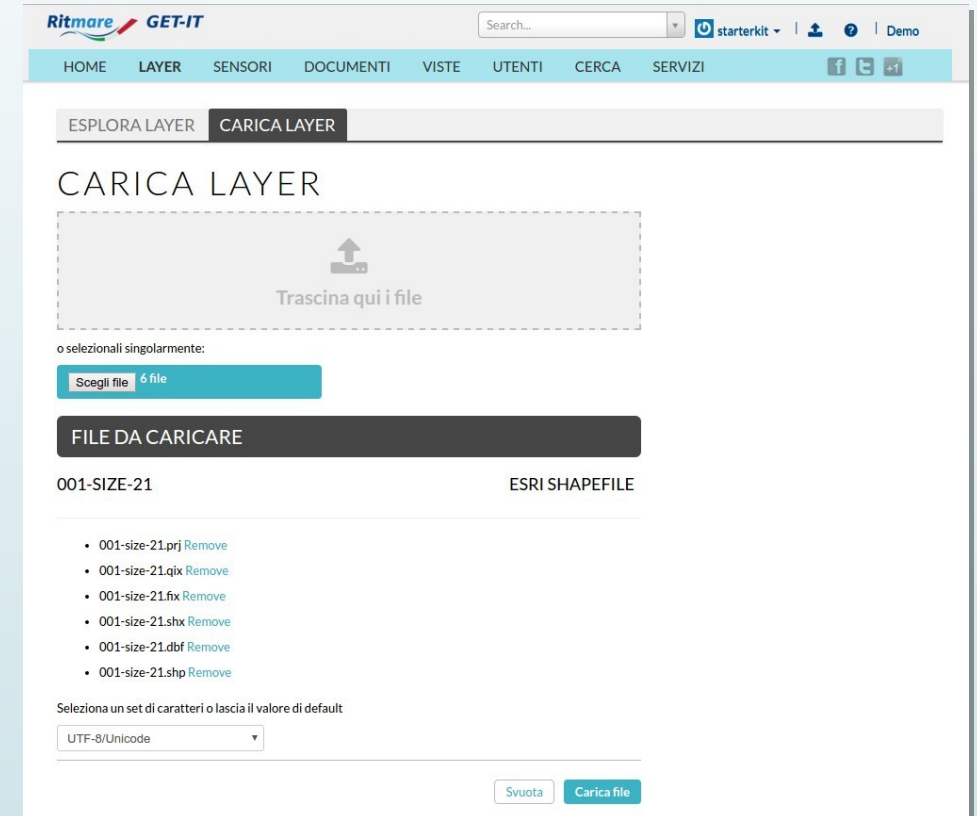 Ritmare GET-IT
Search...
starterkit
Demo
HOME LAYER SENSORI DOCUMENTI VISTE UTENTI CERCA SERVIZI
+1
ESPLORA LAYER CARICA LAYER
CARICA LAYER
Trascina qui i file
o selezionali singolarmente:
Scegli file 6 file
FILE DA CARICARE
001-SIZE-21 ESRI SHAPEFILE
001-size-21.prj Remove
001-size-21.qix Remove
001-size-21.fix Remove
001-size-21.shx Remove
001-size-21.dbf Remove
001-size-21.shp Remove
Seleziona un set di caratteri o lascia il valore di default
UTF-8/Unicode
Svuota Carica file